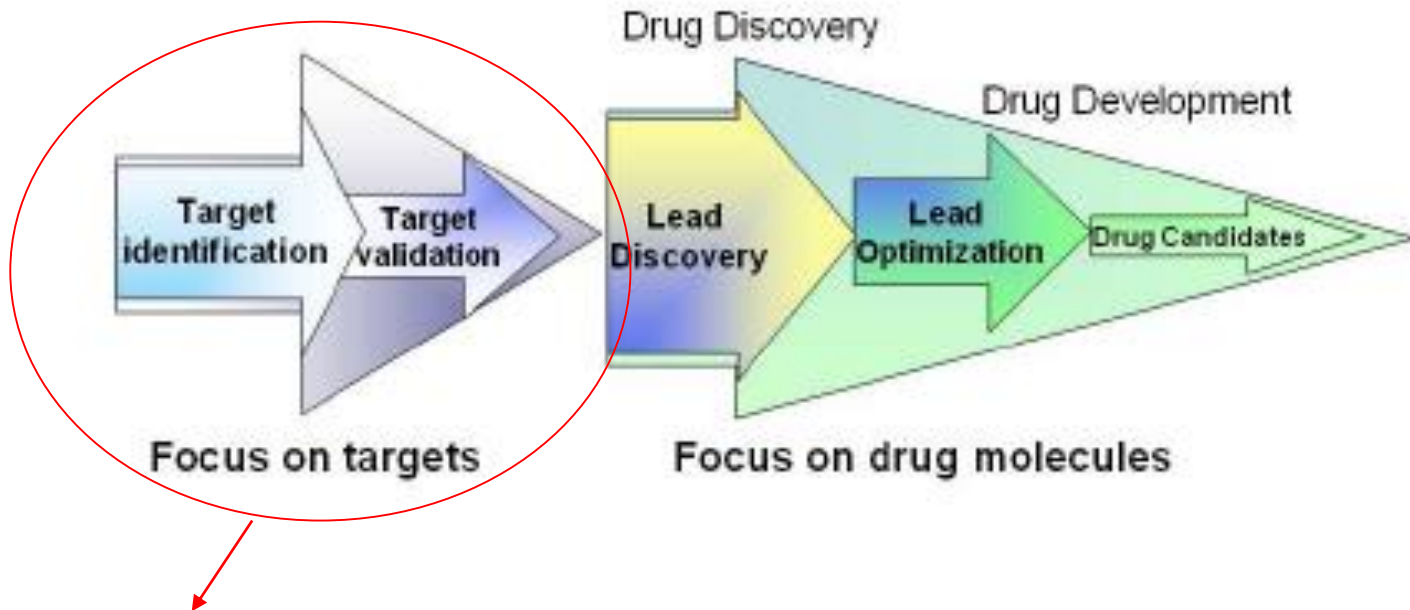 Drug Discovery
Drug Development
Target
identification
Target
validation
Lead
Discovery
Lead
Optimization
Drug Candidates
Focus on targets
Focus on drug molecules